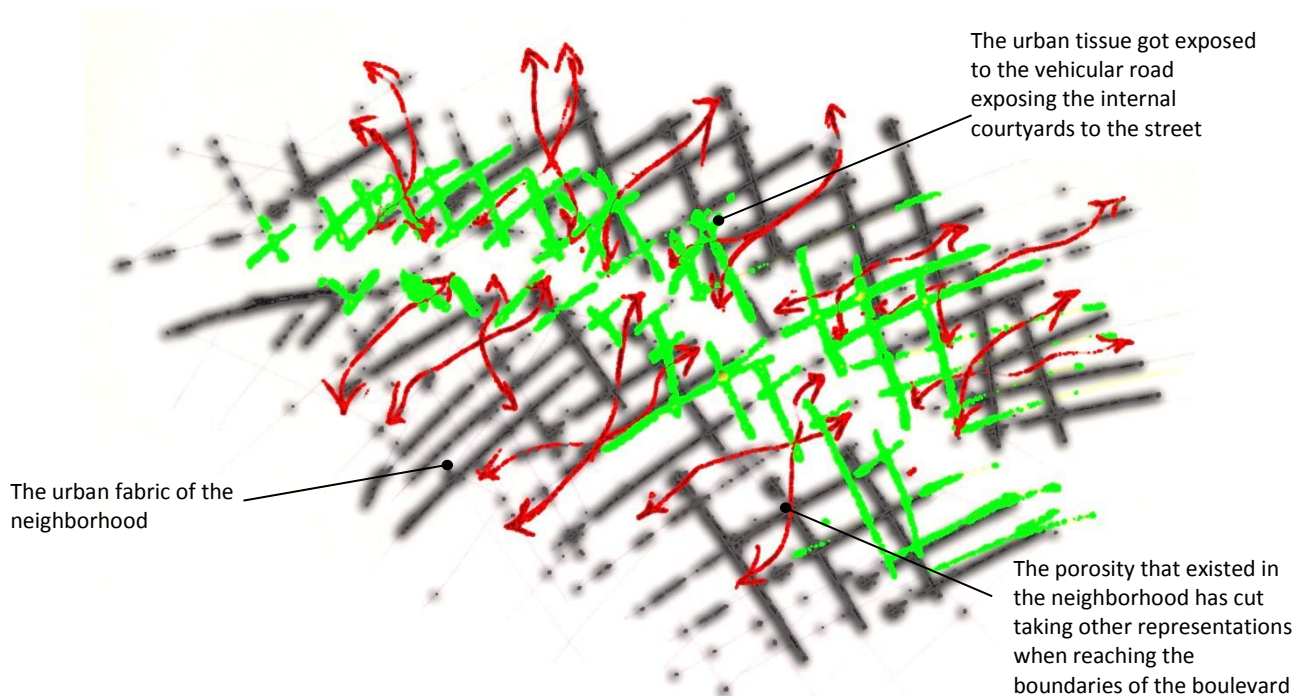 The urban tissue got exposed
to the vehicular road
exposing the internal
courtyards to the street
The urban fabric of the
neighborhood
The porosity that existed in
the neighborhood has cut
taking other representations
when reaching the
boundaries of the boulevard